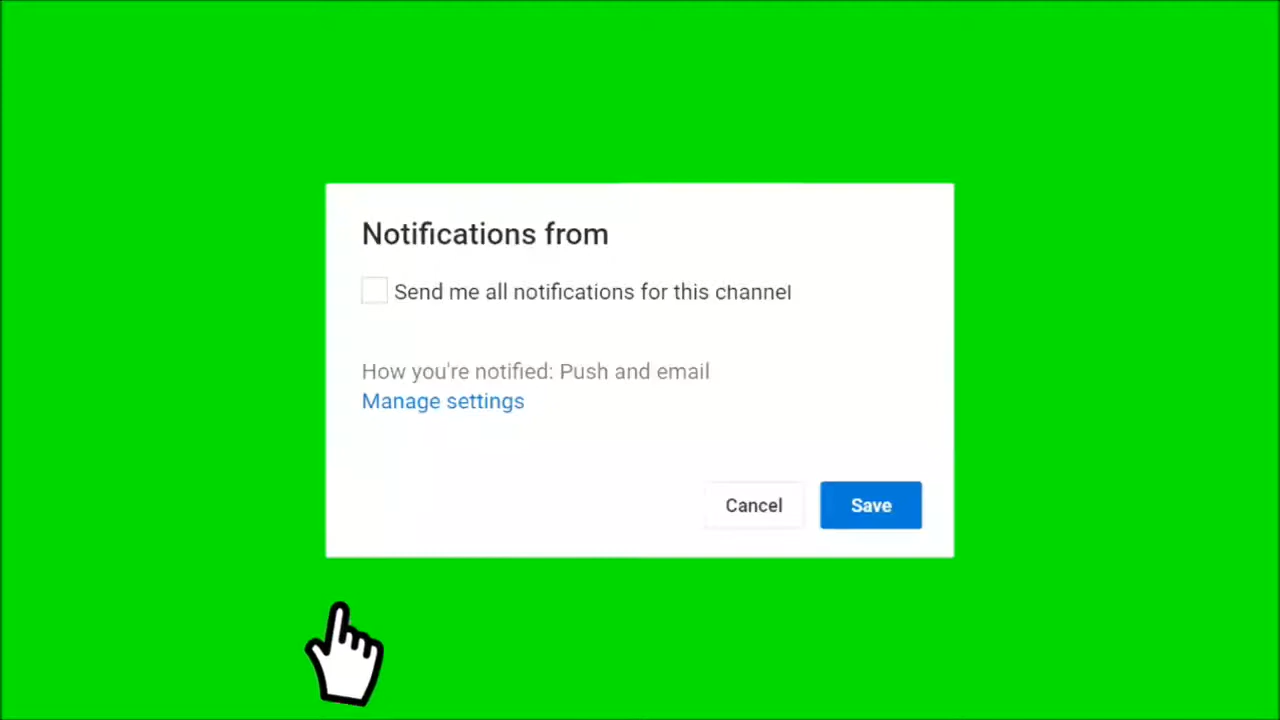 Notifications from
Send me all notifications for this channel
How you're notified: Push and email
Manage settings
Cancel
Save